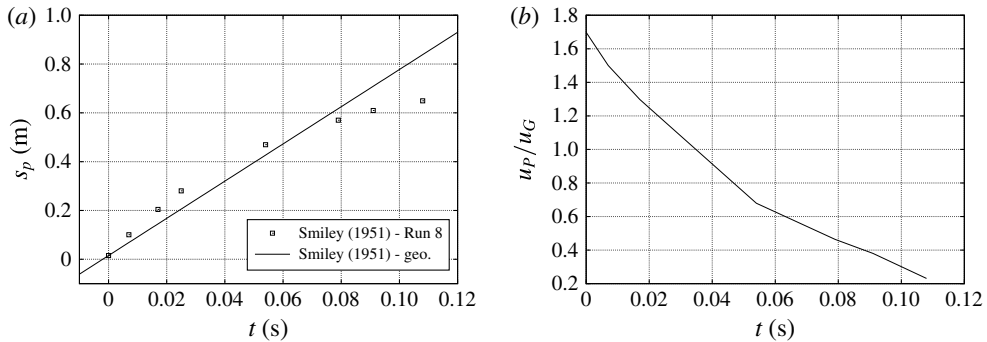 (a)
1.0
0.8
0.6
0.4
0.2
0
s_p (m)
Smiley (1951) - Run 8
Smiley (1951) - geo.
0 0.02 0.04 0.06 0.08 0.10 0.12
t (s)
(b)
1.8
1.6
1.4
1.2
1.0
0.8
0.6
0.4
0.2
u_P/u_G
0 0.02 0.04 0.06 0.08 0.10 0.12
t (s)